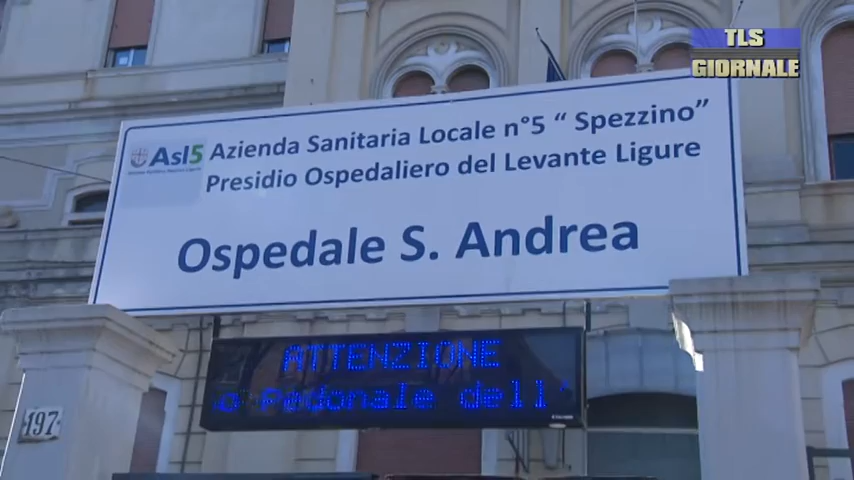 TLS
GIORNALE
Asl5
Azienda Sanitaria Locale n°5 “ Spezzino”
Presidio Ospedaliero del Levante Ligure
Ospedale S. Andrea
ATTENZIONE
o Pedonale dell'
197